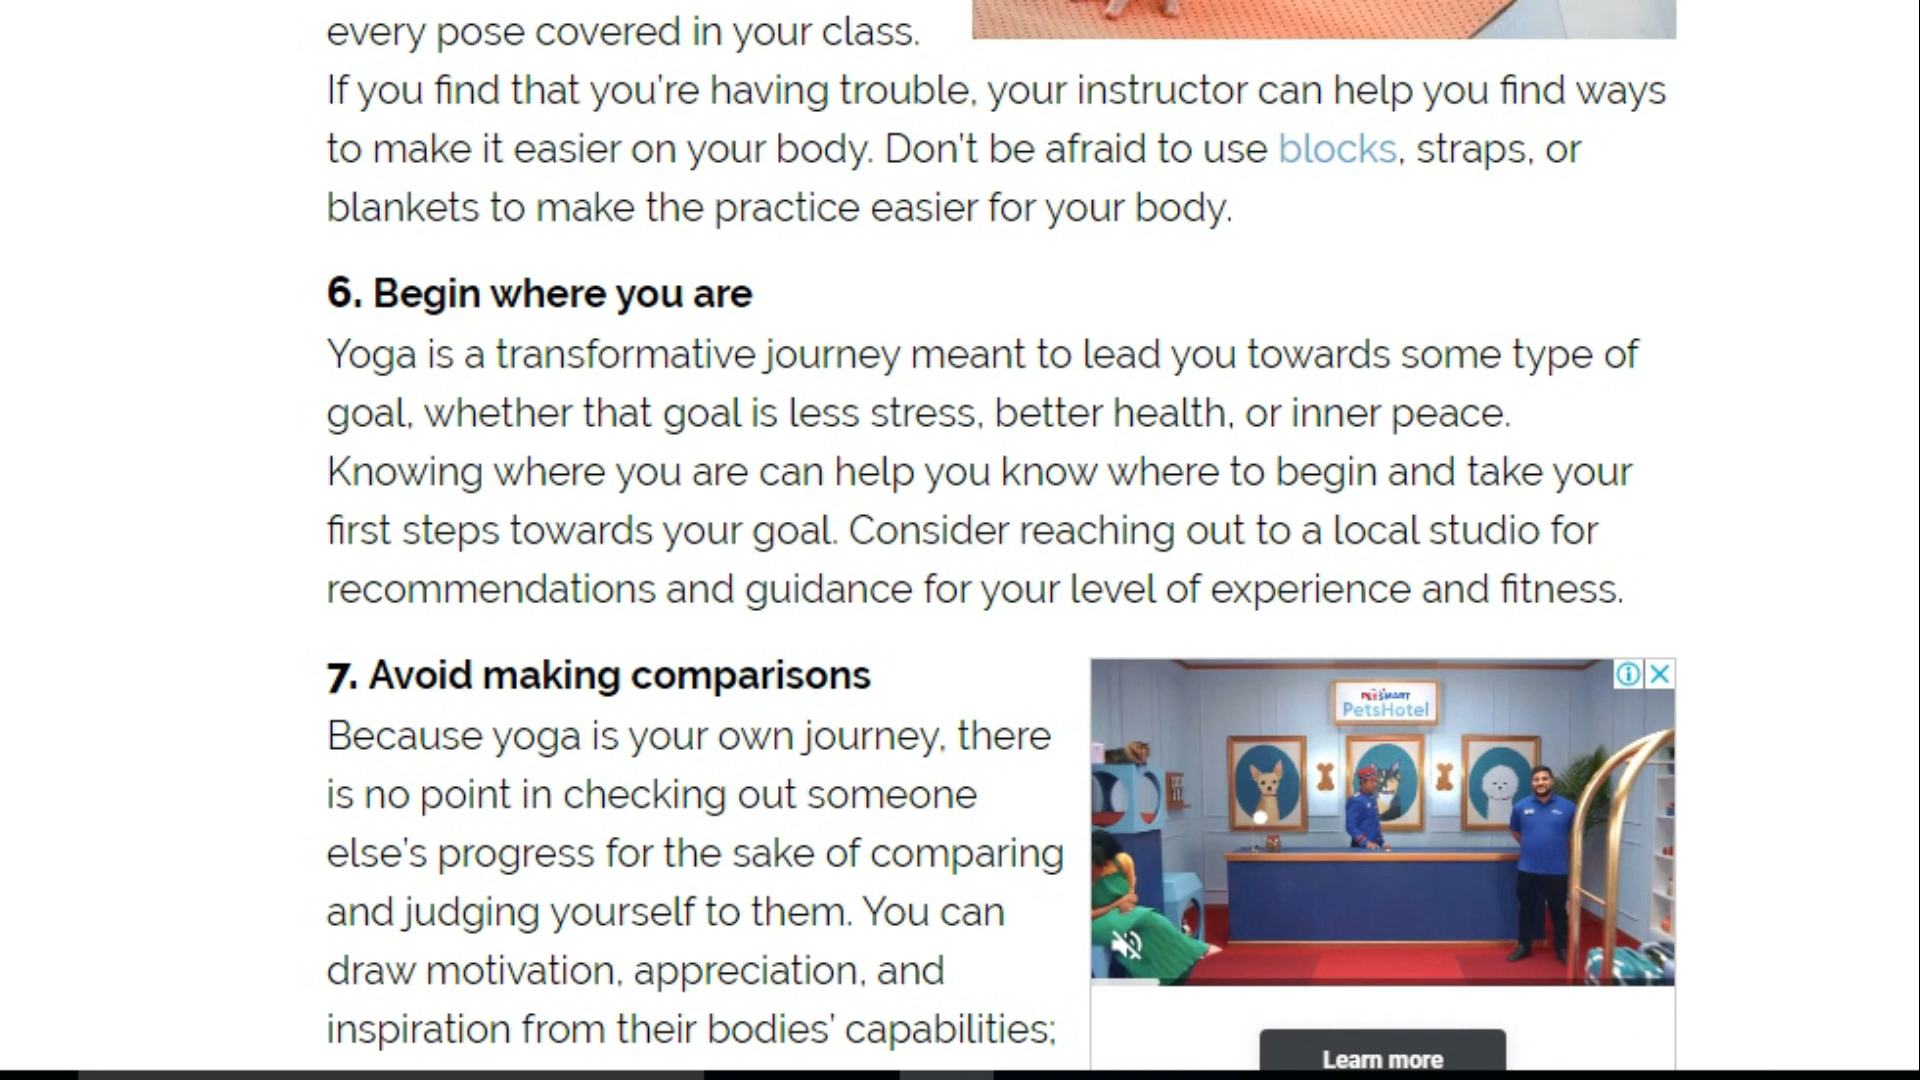 every pose covered in your class.
If you find that you're having trouble, your instructor can help you find ways
to make it easier on your body. Don't be afraid to use blocks, straps, or
blankets to make the practice easier for your body.
6. Begin where you are
Yoga is a transformative journey meant to lead you towards some type of
goal, whether that goal is less stress, better health, or inner peace.
Knowing where you are can help you know where to begin and take your
first steps towards your goal. Consider reaching out to a local studio for
recommendations and guidance for your level of experience and fitness.
7. Avoid making comparisons
Because yoga is your own journey, there
is no point in checking out someone
else's progress for the sake of comparing
and judging yourself to them. You can
draw motivation, appreciation, and
inspiration from their bodies' capabilities;
PETSMART
PetsHotel
Learn more